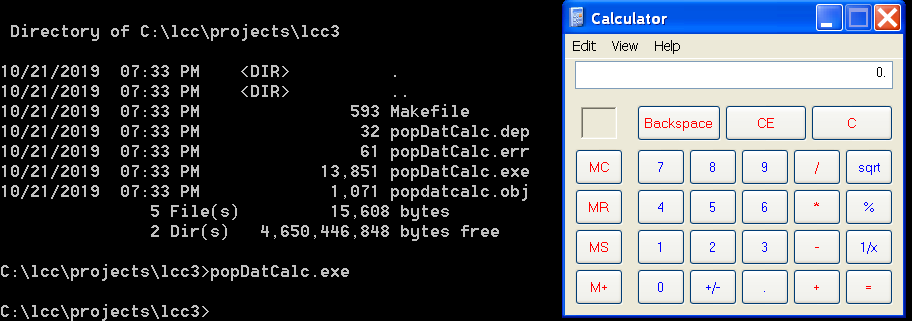 Directory of C:\lcc\projects\lcc3
10/21/2019  07:33 PM    <DIR>          .
10/21/2019  07:33 PM    <DIR>          ..
10/21/2019  07:33 PM               593 Makefile
10/21/2019  07:33 PM                32 popDatCalc.dep
10/21/2019  07:33 PM                61 popDatCalc.err
10/21/2019  07:33 PM            13,851 popDatCalc.exe
10/21/2019  07:33 PM             1,071 popdatcalc.obj
5 File(s)         15,608 bytes
2 Dir(s)   4,650,446,848 bytes free
C:\lcc\projects\lcc3>popDatCalc.exe
C:\lcc\projects\lcc3>
Calculator
Edit View Help
0.
Backspace CE C
MC 7 8 9 / sqrt
MR 4 5 6 * %
MS 1 2 3 - 1/x
M+ 0 +/- . + =